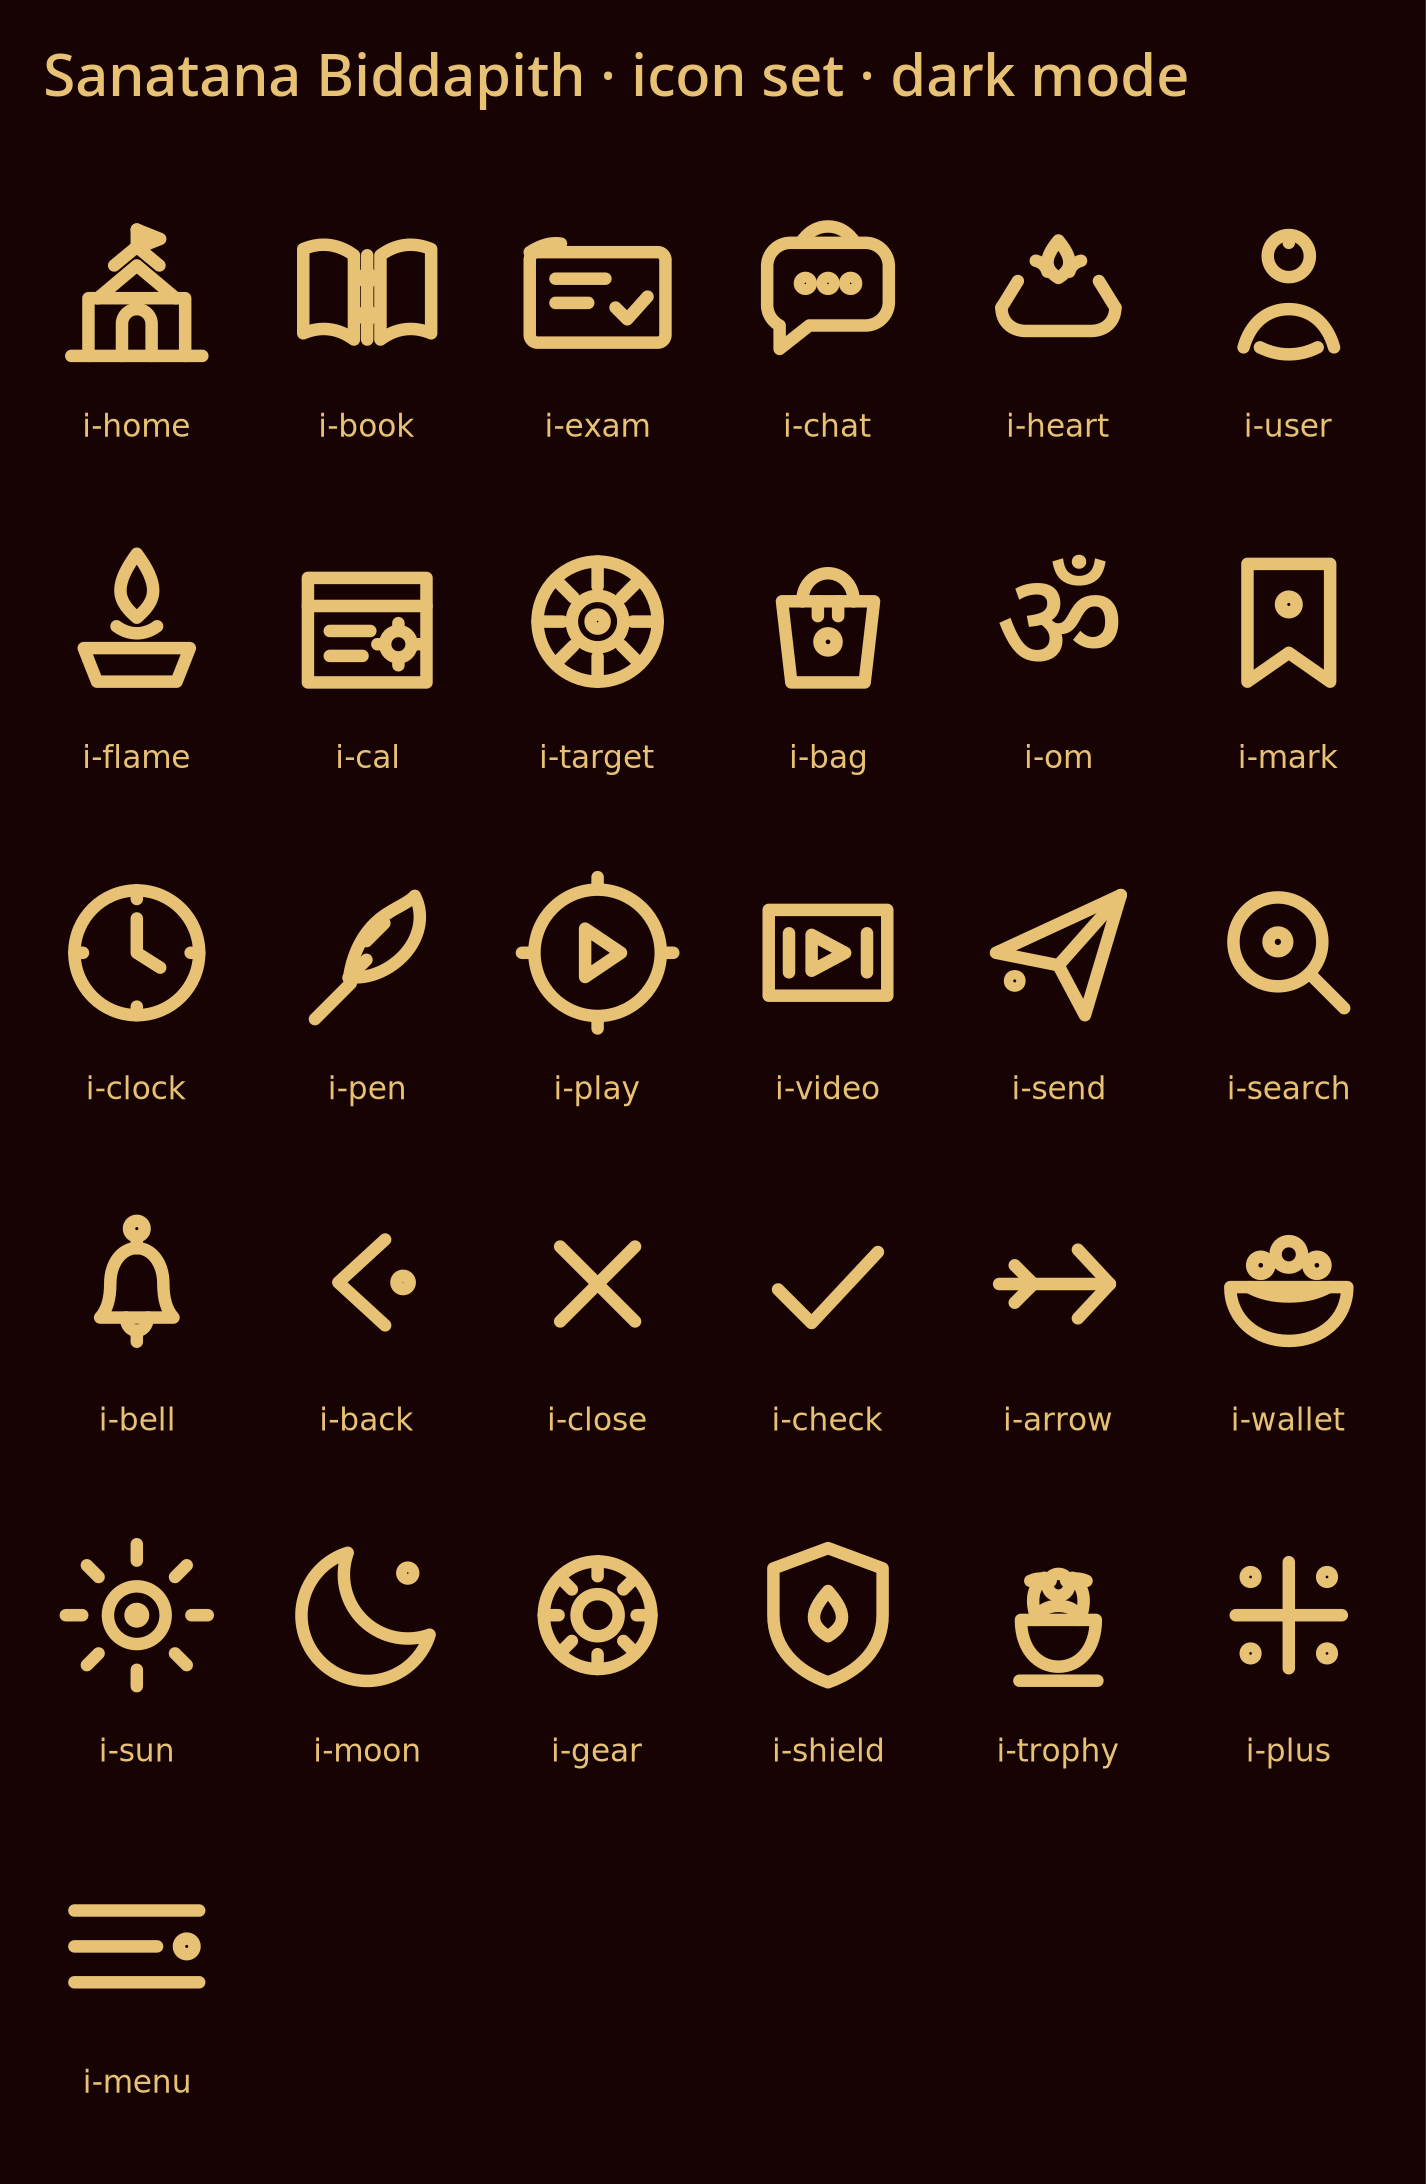 Sanatana Biddapith · icon set · dark mode
i-home i-book i-exam i-chat i-heart i-user
ॐ
i-flame i-cal i-target i-bag i-om i-mark
i-clock i-pen i-play i-video i-send i-search
i-bell i-back i-close i-check i-arrow i-wallet
i-sun i-moon i-gear i-shield i-trophy i-plus
i-menu